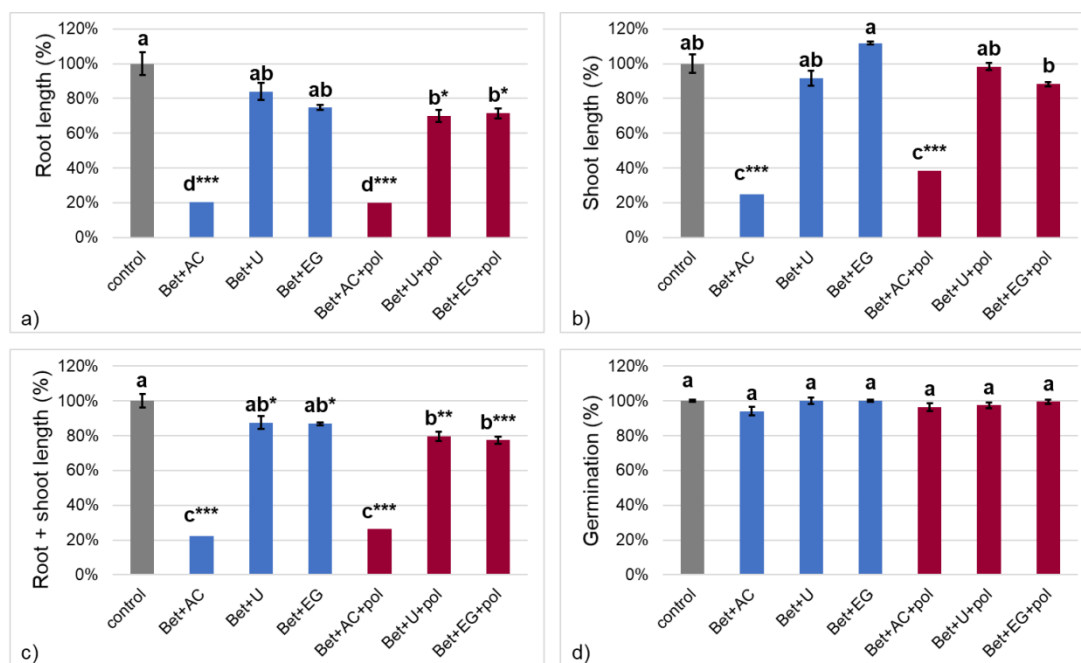 120%
100%
80%
60%
40%
20%
0%
Root length (%)
a
d***
ab
ab
d***
b*
b*
control
Bet+AC
Bet+U
Bet+EG
Bet+AC+pol
Bet+U+pol
Bet+EG+pol
a)
120%
100%
80%
60%
40%
20%
0%
Shoot length (%)
ab
c***
ab
a
c***
ab
b
control
Bet+AC
Bet+U
Bet+EG
Bet+AC+pol
Bet+U+pol
Bet+EG+pol
b)
120%
100%
80%
60%
40%
20%
0%
Root + shoot length (%)
a
c***
ab*
ab*
c***
b**
b***
control
Bet+AC
Bet+U
Bet+EG
Bet+AC+pol
Bet+U+pol
Bet+EG+pol
c)
120%
100%
80%
60%
40%
20%
0%
Germination (%)
a
a
a
a
a
a
a
control
Bet+AC
Bet+U
Bet+EG
Bet+AC+pol
Bet+U+pol
Bet+EG+pol
d)